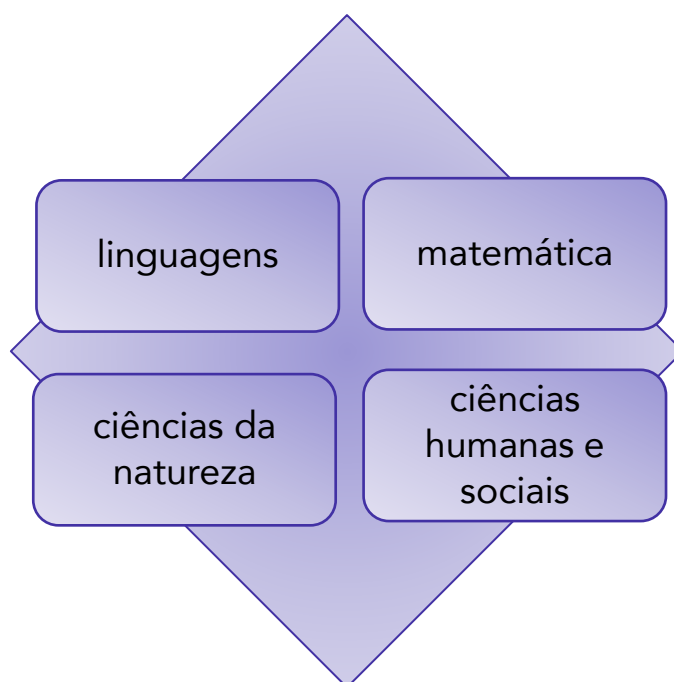 linguagens
matemática
ciências da
natureza
ciências
humanas e
sociais